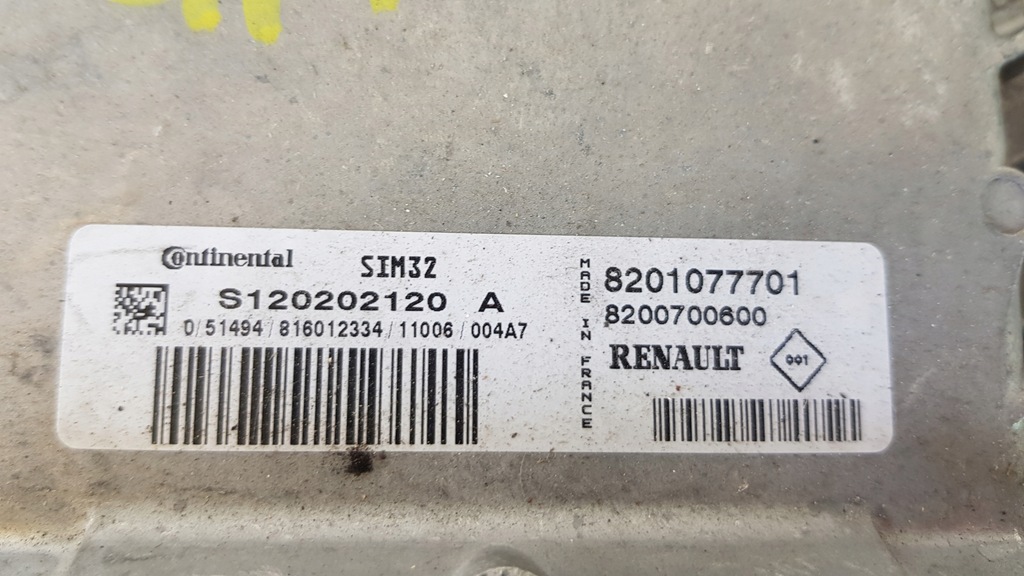 Continental SIM32
S120202120 A
0/51494/816012334/11006/004A7
MADE IN FRANCE
8201077701
8200700600
RENAULT 001